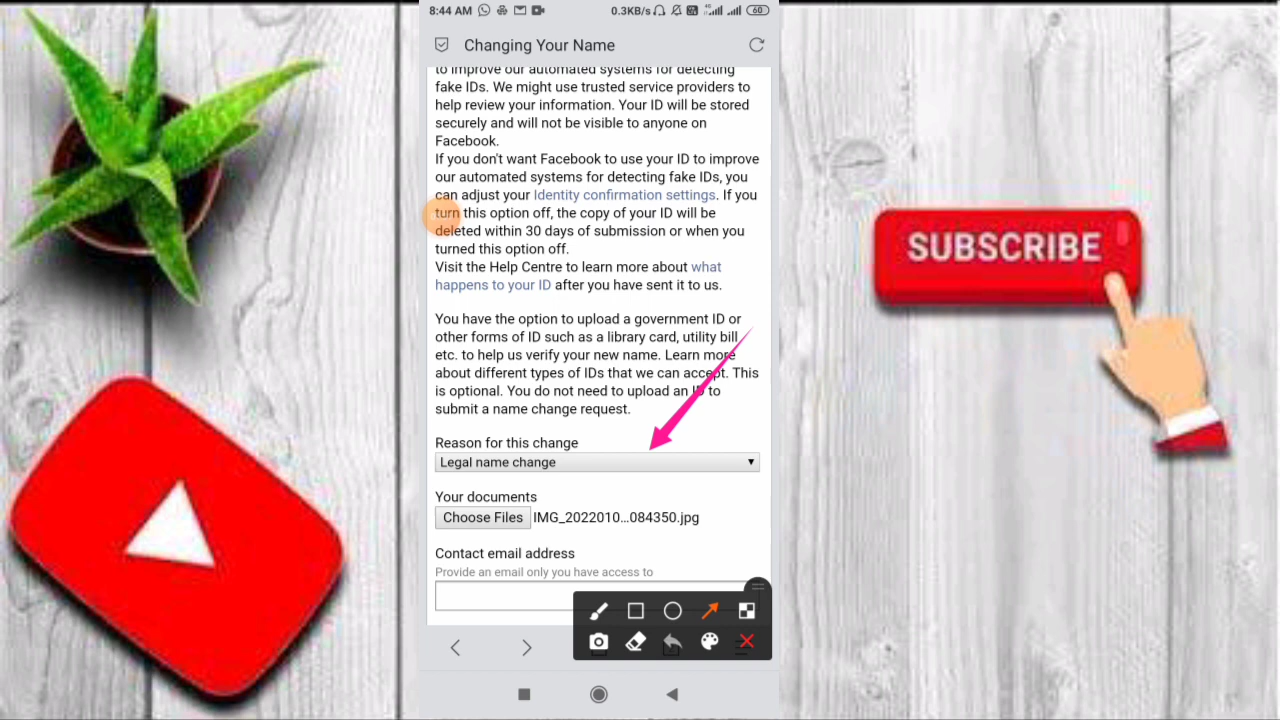 8:44 AM
0.3KB/s
4G
60
Changing Your Name
to improve our automated systems for detecting
fake IDs. We might use trusted service providers to
help review your information. Your ID will be stored
securely and will not be visible to anyone on
Facebook.
If you don't want Facebook to use your ID to improve
our automated systems for detecting fake IDs, you
can adjust your Identity confirmation settings. If you
turn this option off, the copy of your ID will be
deleted within 30 days of submission or when you
turned this option off.
Visit the Help Centre to learn more about what
happens to your ID after you have sent it to us.
You have the option to upload a government ID or
other forms of ID such as a library card, utility bill
etc. to help us verify your new name. Learn more
about different types of IDs that we can accept. This
is optional. You do not need to upload an ID to
submit a name change request.
Reason for this change
Legal name change
Your documents
Choose Files IMG_2022010...084350.jpg
Contact email address
Provide an email only you have access to
SUBSCRIBE